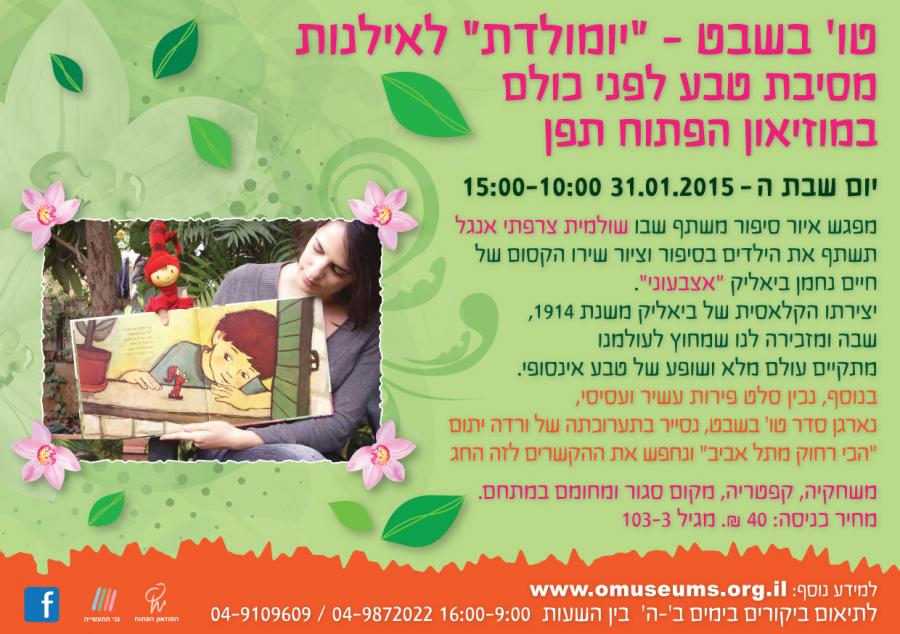 טו' בשבט - "יומולדת" לאילנות
מסיבת טבע לפני כולם
במוזיאון הפתוח תפן
יום שבת ה - 31.01.2015 15:00-10:00
מפגש איור סיפור משתף שבו שולמית צרפתי אנגל
תשתף את הילדים בסיפור וציור שירו הקסום של
חיים נחמן ביאליק "אצבעוני".
יצירתו הקלאסית של ביאליק משנת 1914,
שבה ומזכירה לנו שמחוץ לעולמנו
מתקיים עולם מלא ושופע של טבע אינסופי.
בנוסף, נכין סלט פירות עשיר ועסיסי,
נארגן סדר טו' בשבט, נסייר בתערוכתה של ורדה יתום
"הכי רחוק מתל אביב" ונחפש את ההקשרים לזה החג
משחקיה, קפטריה, מקום סגור ומחומם במתחם.
מחיר כניסה: 40 ₪. מגיל 103-3
למידע נוסף: www.omuseums.org.il
לתיאום ביקורים בימים ב'-ה' בין השעות 16:00-9:00 04-9872022 / 04-9109609
המוזאון הפתוח
גני התעשייה
f